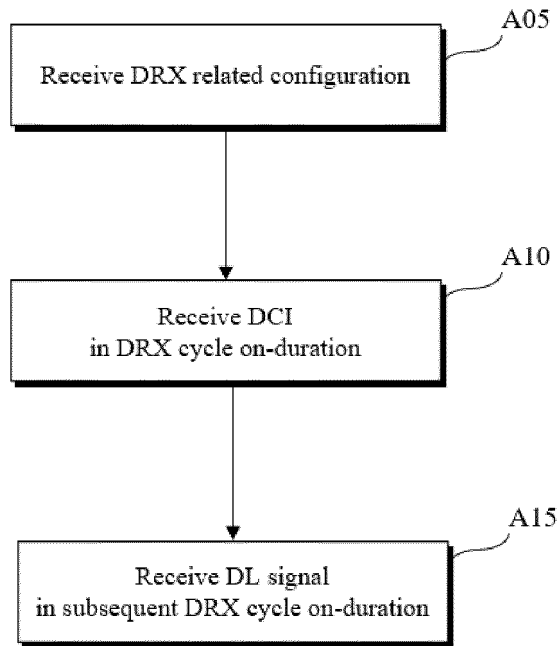 A05
Receive DRX related configuration
A10
Receive DCI
in DRX cycle on-duration
A15
Receive DL signal
in subsequent DRX cycle on-duration